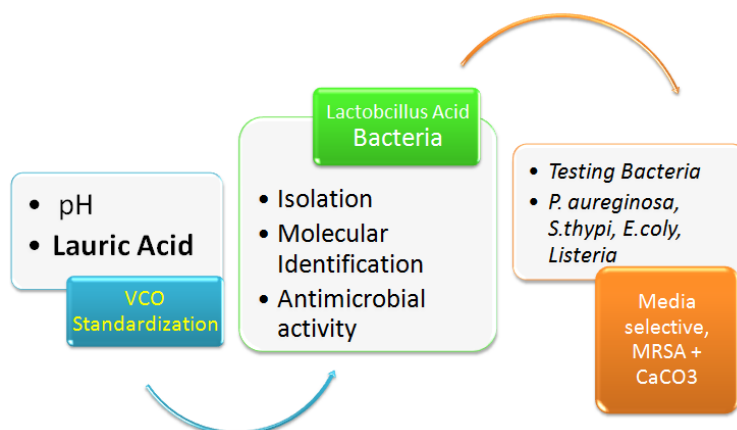 • pH
• Lauric Acid
VCO
Standardization
Lactobcillus Acid
Bacteria
• Isolation
• Molecular
Identification
• Antimicrobial
activity
• Testing Bacteria
• P. aureginosa,
S.thypi, E.coly,
Listeria
Media
selective,
MRSA +
CaCO3